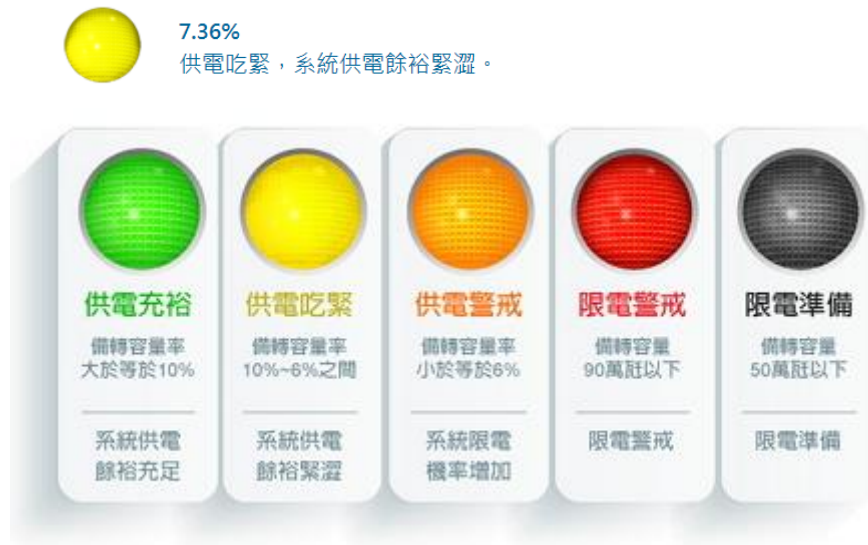 7.36%
供電吃緊，系統供電餘裕緊澀。
供電充裕
備轉容量率
大於等於10%
系統供電
餘裕充足
供電吃緊
備轉容量率
10%~6%之間
系統供電
餘裕緊澀
供電警戒
備轉容量率
小於等於6%
系統限電
機率增加
限電警戒
備轉容量
90萬瓩以下
限電警戒
限電準備
備轉容量
50萬瓩以下
限電準備